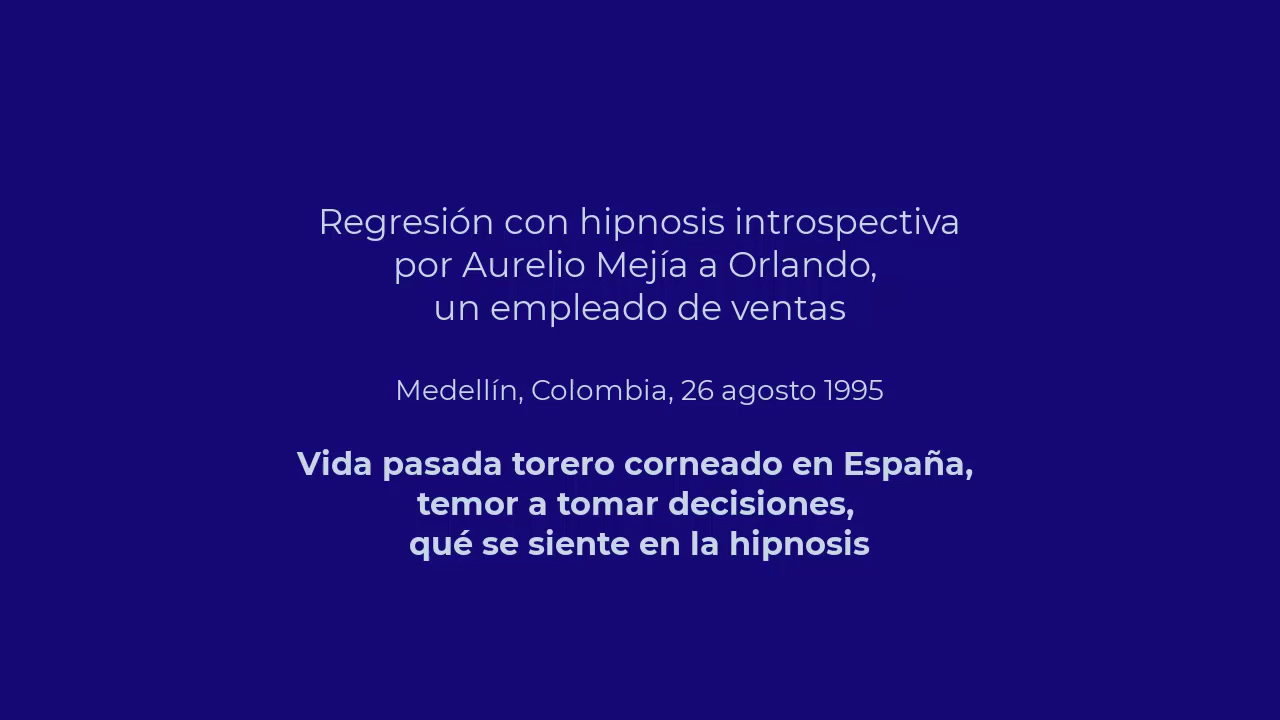 Regresión con hipnosis introspectiva
por Aurelio Mejía a Orlando,
un empleado de ventas
Medellín, Colombia, 26 agosto 1995
Vida pasada torero corneado en España,
temor a tomar decisiones,
qué se siente en la hipnosis